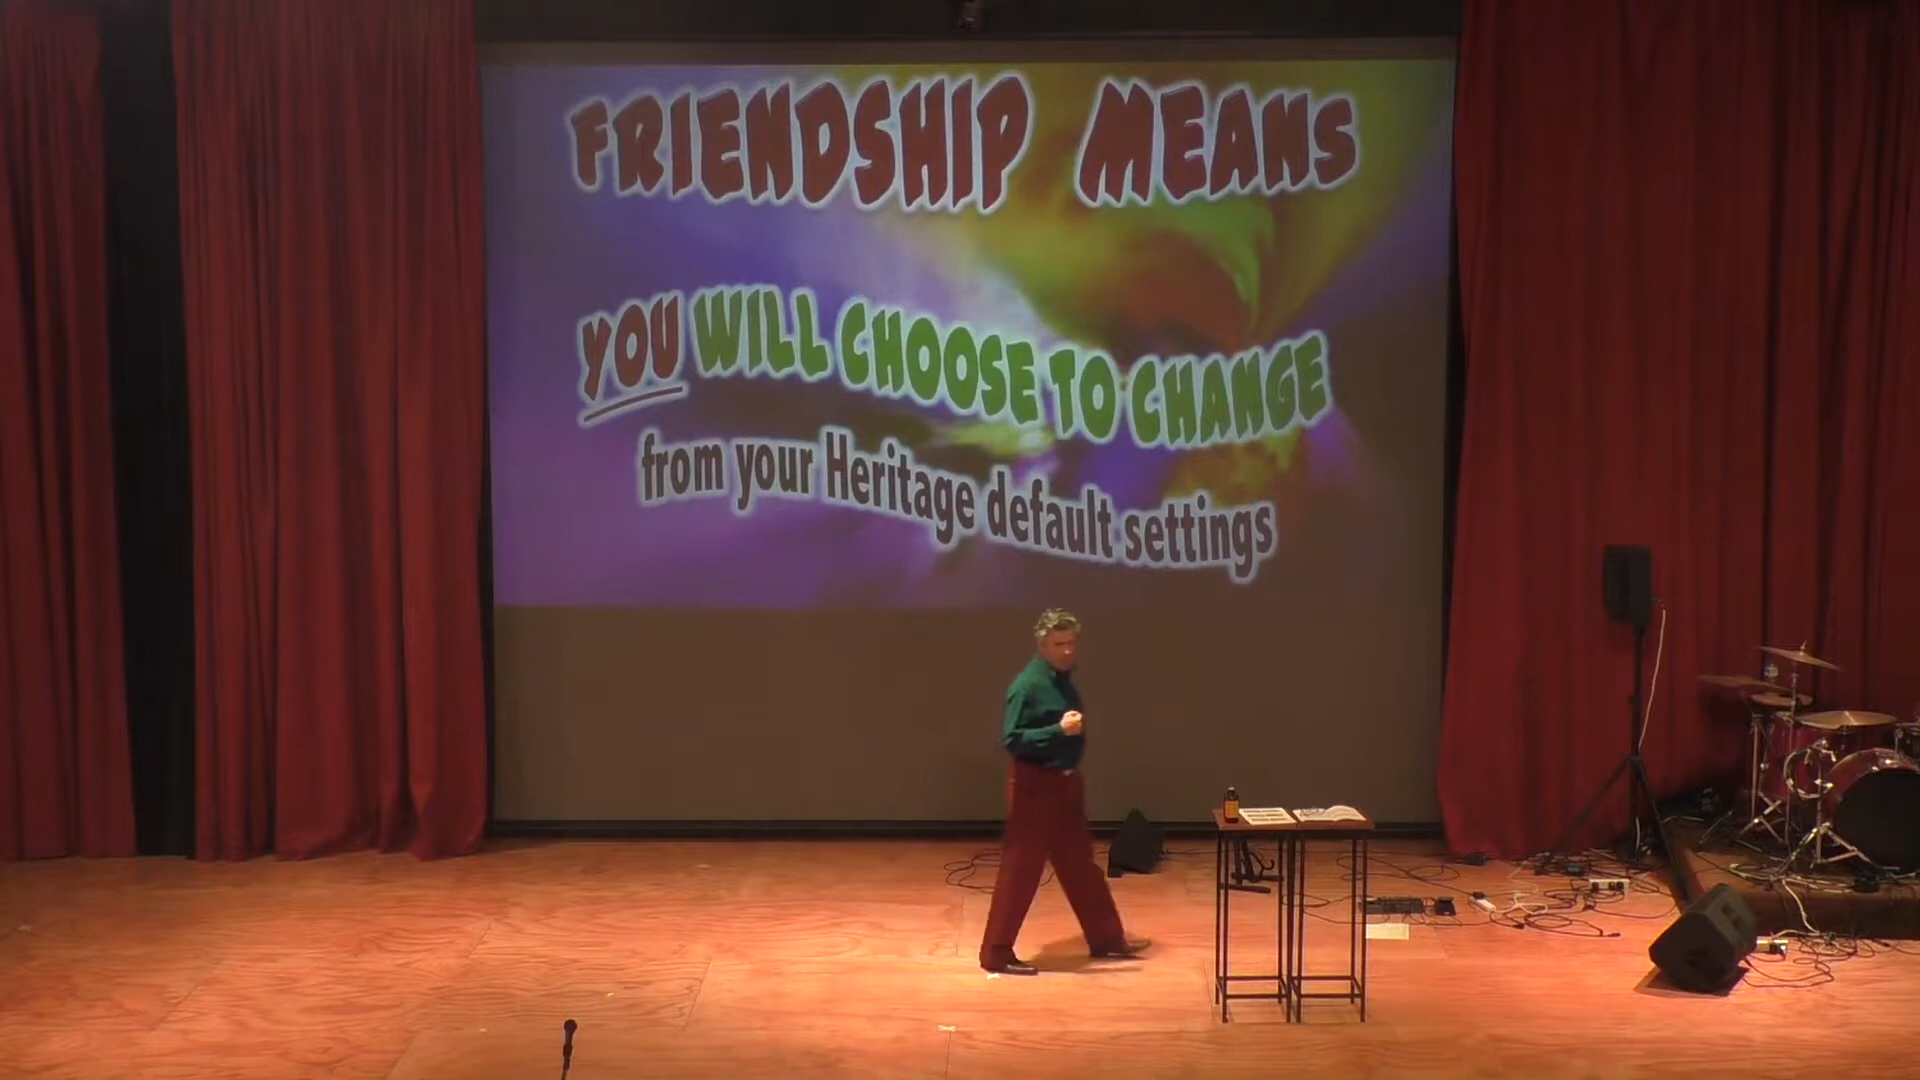 FRIENDSHIP MEANS
YOU WILL CHOOSE TO CHANGE
from your Heritage default settings